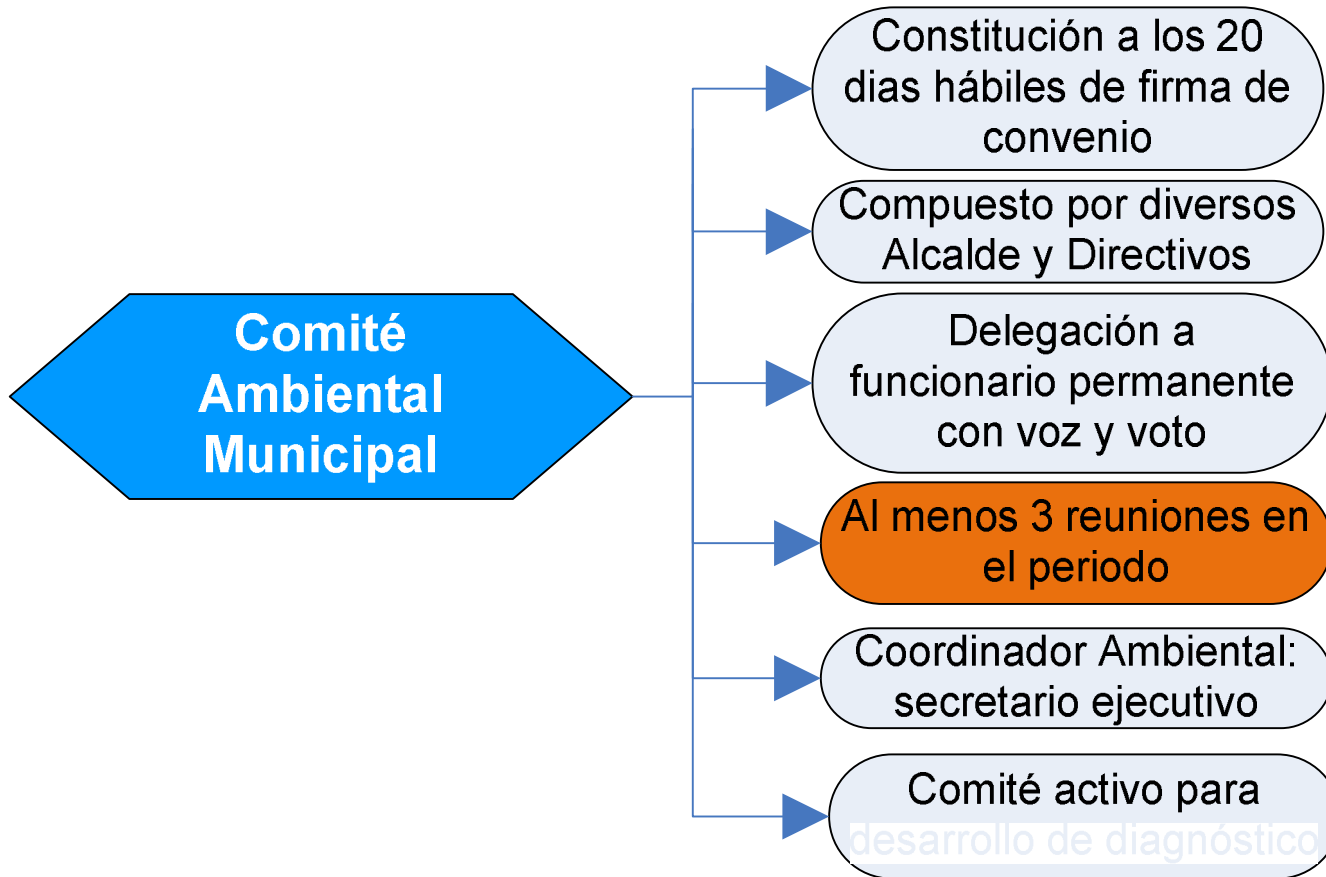 Comité
Ambiental
Municipal
Constitución a los 20
dias hábiles de firma de
convenio
Compuesto por diversos
Alcalde y Directivos
Delegación a
funcionario permanente
con voz y voto
Al menos 3 reuniones en
el periodo
Coordinador Ambiental:
secretario ejecutivo
Comité activo para
desarrollo de diagnóstico